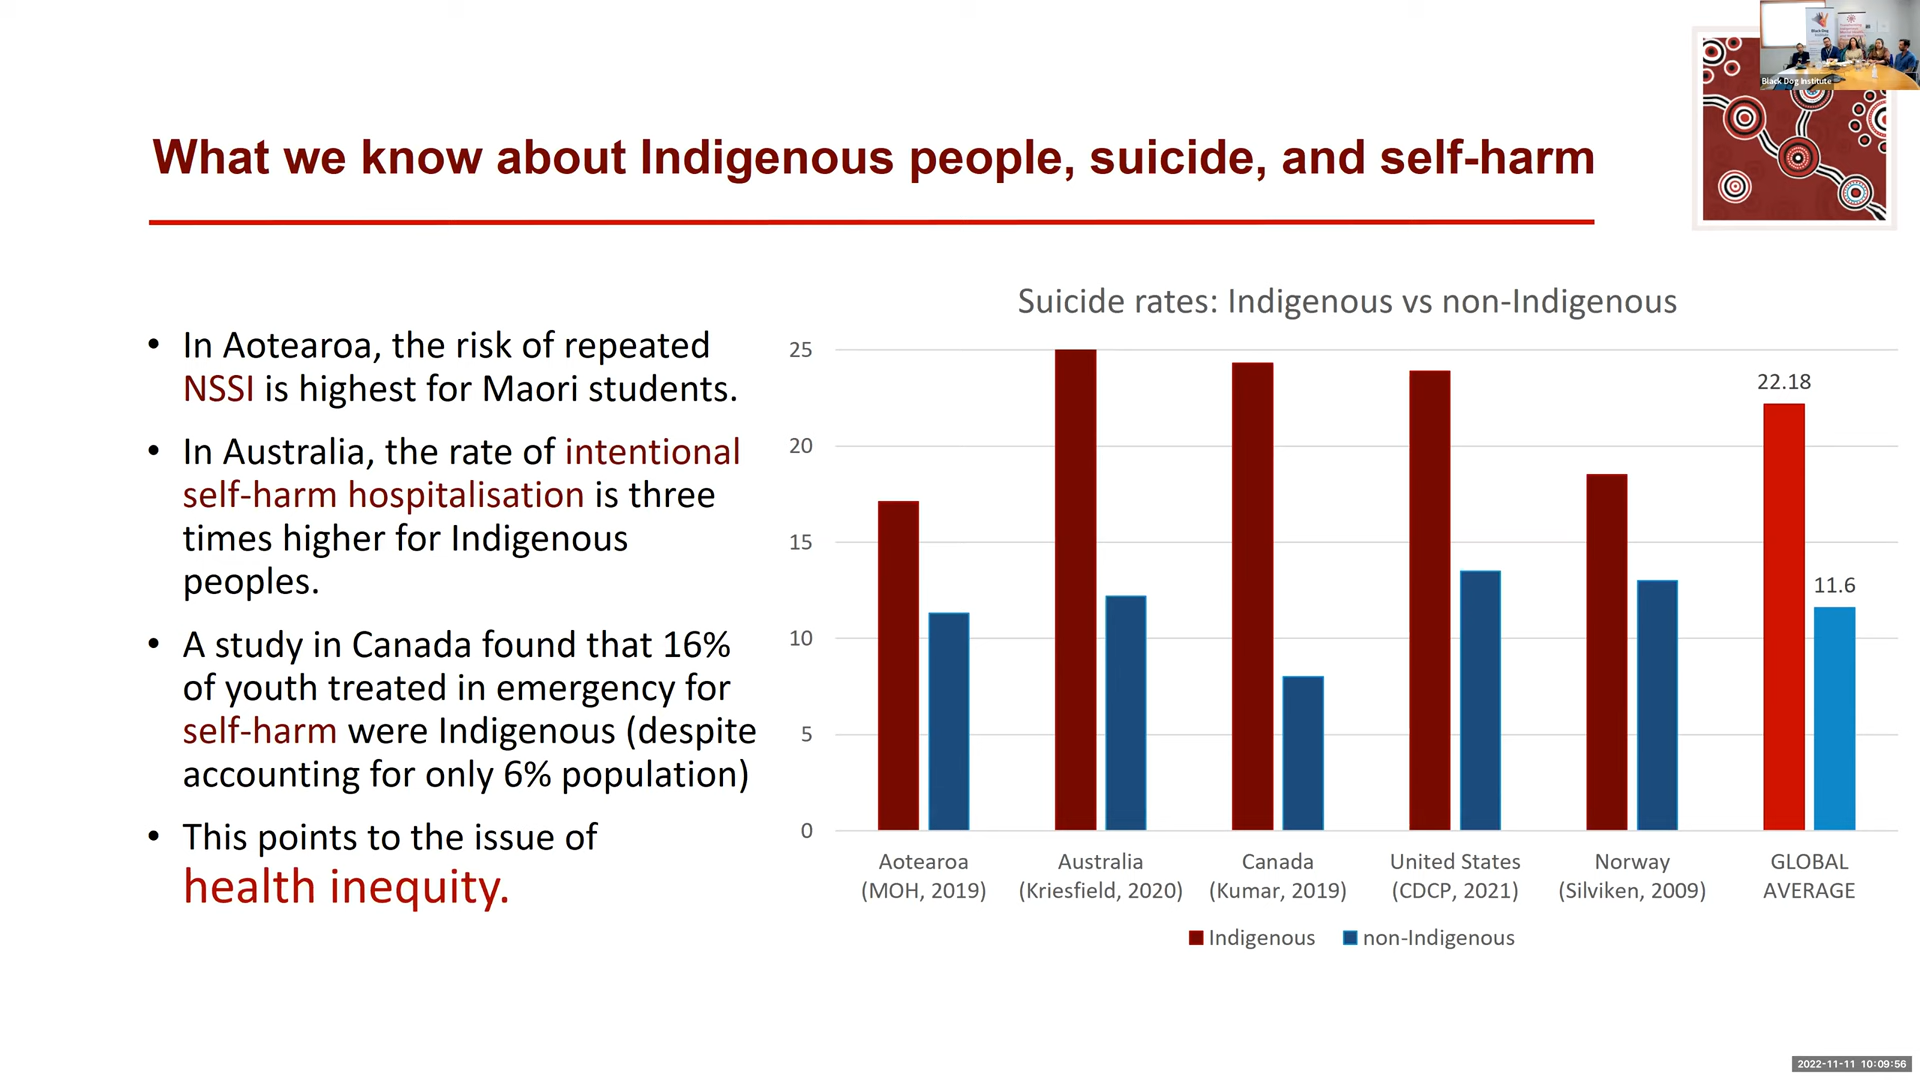 Black Dog Institute
What we know about Indigenous people, suicide, and self-harm
• In Aotearoa, the risk of repeated
NSSI is highest for Maori students.
• In Australia, the rate of intentional
self-harm hospitalisation is three
times higher for Indigenous
peoples.
• A study in Canada found that 16%
of youth treated in emergency for
self-harm were Indigenous (despite
accounting for only 6% population)
• This points to the issue of
health inequity.
Suicide rates: Indigenous vs non-Indigenous
25
20
15
10
5
0
22.18
11.6
Aotearoa
(MOH, 2019)
Australia
(Kriesfield, 2020)
Canada
(Kumar, 2019)
United States
(CDCP, 2021)
Norway
(Silviken, 2009)
GLOBAL
AVERAGE
Indigenous
non-Indigenous
2022-11-11 10:09:56